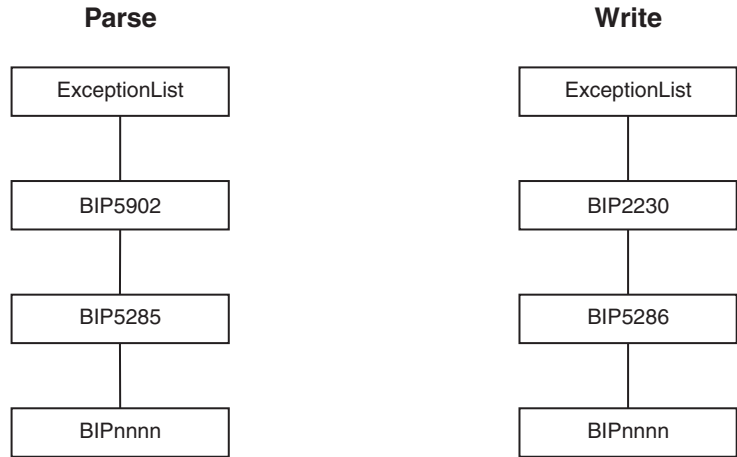 Parse
ExceptionList
BIP5902
BIP5285
BIPnnnn
Write
ExceptionList
BIP2230
BIP5286
BIPnnnn